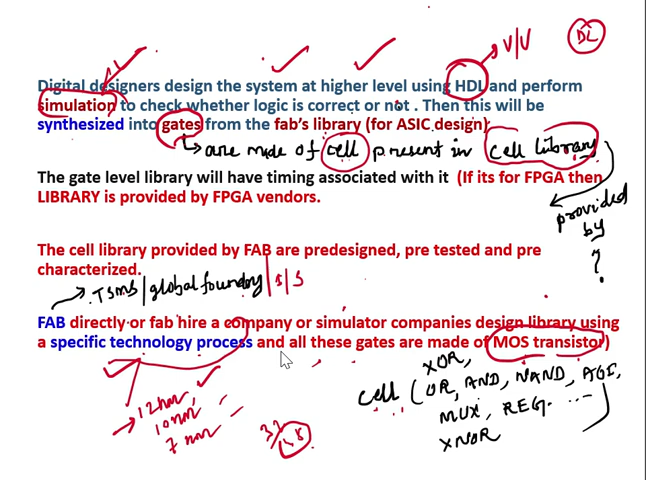 DL
V/V
Digital designers design the system at higher level using HDL and perform
simulation to check whether logic is correct or not . Then this will be
synthesized into gates from the fab's library (for ASIC design)
are made of cell present in cell library
The gate level library will have timing associated with it (If its for FPGA then
LIBRARY is provided by FPGA vendors.
provided
by
?
The cell library provided by FAB are predesigned, pre tested and pre
characterized.
TSMS / global foundry / S / S
FAB directly or fab hire a company or simulator companies design library using
a specific technology process and all these gates are made of MOS transistor)
XOR,
cell (OR, AND, NAND, AOI,
MUX, REG. ...
XNOR
12nm,
10nm
7nm
32